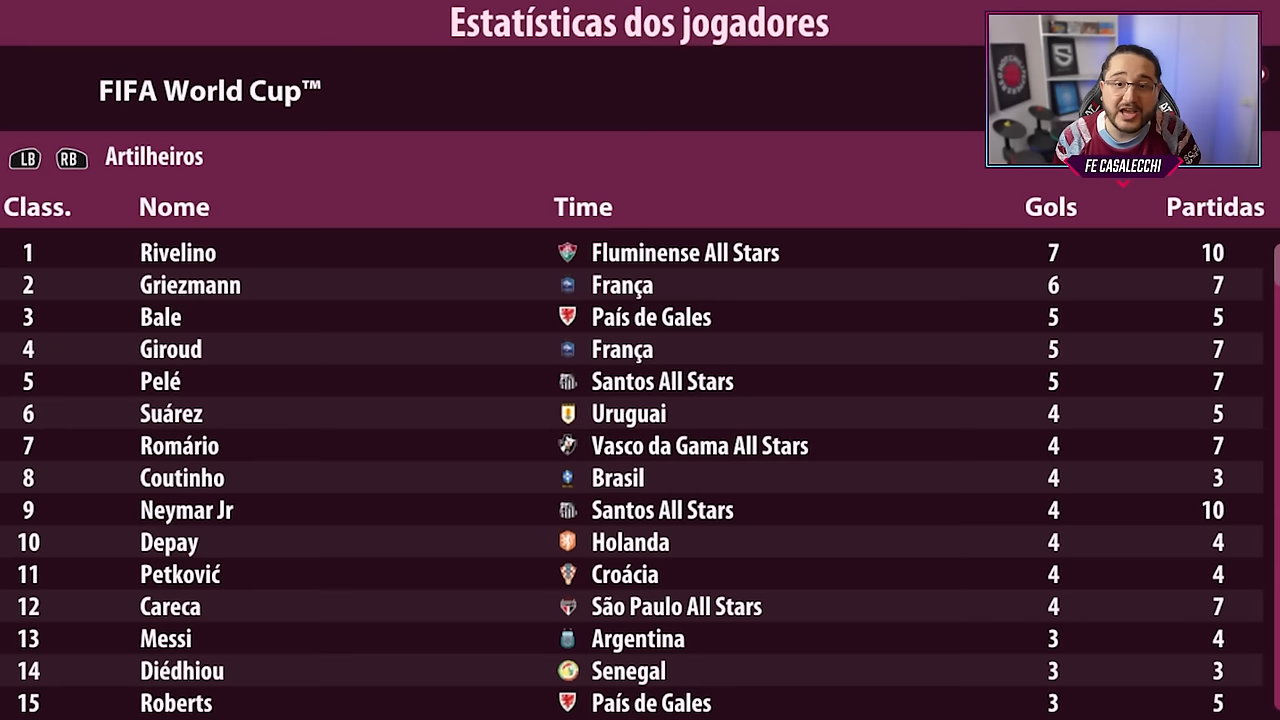 Estatísticas dos jogadores
FIFA World Cup™
FE CASALECCHI
LB RB Artilheiros
Class. Nome Time Gols Partidas
1 Rivelino Fluminense All Stars 7 10
2 Griezmann França 6 7
3 Bale País de Gales 5 5
4 Giroud França 5 7
5 Pelé Santos All Stars 5 7
6 Suárez Uruguai 4 5
7 Romário Vasco da Gama All Stars 4 7
8 Coutinho Brasil 4 3
9 Neymar Jr Santos All Stars 4 10
10 Depay Holanda 4 4
11 Petković Croácia 4 4
12 Careca São Paulo All Stars 4 7
13 Messi Argentina 3 4
14 Diédhiou Senegal 3 3
15 Roberts País de Gales 3 5